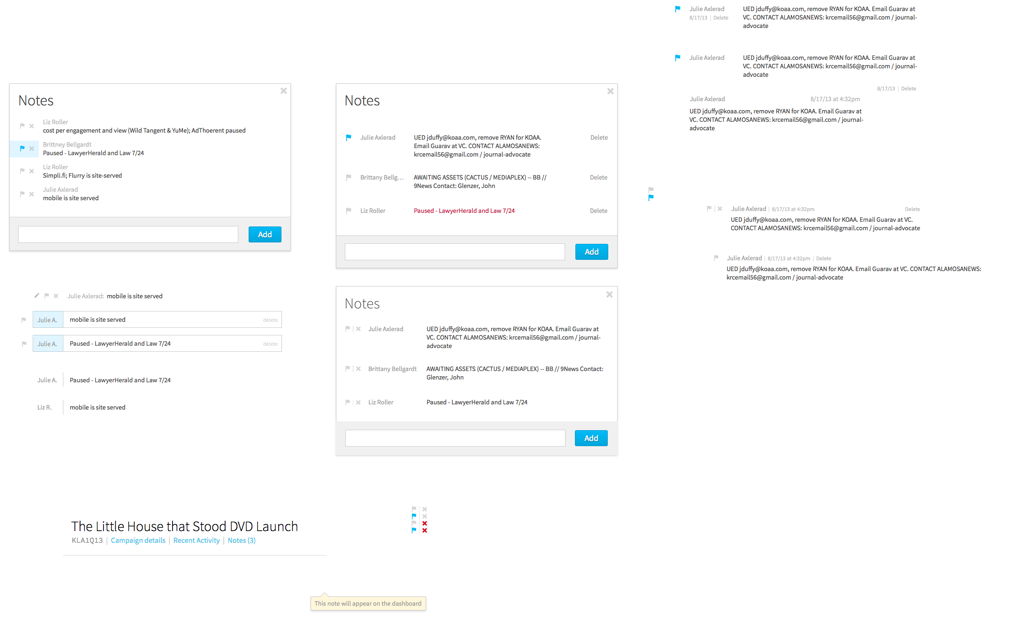 Julie Axlerad
8/17/13 | Delete
UED jduffy@koaa.com, remove RYAN for KOAA. Email Guarav at
VC. CONTACT ALAMOSANEWS: krcemail56@gmail.com / journal-
advocate
Julie Axlerad
UED jduffy@koaa.com, remove RYAN for KOAA. Email Guarav at
VC. CONTACT ALAMOSANEWS: krcemail56@gmail.com / journal-
advocate
8/17/13 | Delete
Julie Axlerad 8/17/13 at 4:32pm
UED jduffy@koaa.com, remove RYAN for KOAA. Email Guarav at
VC. CONTACT ALAMOSANEWS: krcemail56@gmail.com / journal-
advocate
Notes
Liz Roller
cost per engagement and view (Wild Tangent & YuMe); AdThoerent paused
Brittney Bellgardt
Paused - LawyerHerald and Law 7/24
Liz Roller
Simpli.fi; Flurry is site-served
Julie Axlerad
mobile is site served
Add
Notes
Julie Axlerad
UED jduffy@koaa.com, remove RYAN for KOAA.
Email Guarav at VC. CONTACT ALAMOSANEWS:
krcemail56@gmail.com / journal-advocate
Delete
Brittany Bellg...
AWAITING ASSETS (CACTUS / MEDIAPLEX) -- BB //
9News Contact: Glenzer, John
Delete
Liz Roller
Paused - LawyerHerald and Law 7/24
Delete
Add
Julie Axlerad | 8/17/13 at 4:32pm Delete
UED jduffy@koaa.com, remove RYAN for KOAA. Email Guarav at VC.
CONTACT ALAMOSANEWS: krcemail56@gmail.com / journal-advocate
Julie Axlerad | 8/17/13 at 4:32pm | Delete
UED jduffy@koaa.com, remove RYAN for KOAA. Email Guarav at VC. CONTACT ALAMOSANEWS:
krcemail56@gmail.com / journal-advocate
Julie Axlerad: mobile is site served
Julie A. mobile is site served delete
Julie A. Paused - LawyerHerald and Law 7/24 delete
Julie A. Paused - LawyerHerald and Law 7/24
Liz R. mobile is site served
Notes
Julie Axlerad
UED jduffy@koaa.com, remove RYAN for KOAA. Email Guarav at
VC. CONTACT ALAMOSANEWS: krcemail56@gmail.com / journal-
advocate
Brittany Bellgardt
AWAITING ASSETS (CACTUS / MEDIAPLEX) -- BB // 9News Contact:
Glenzer, John
Liz Roller
Paused - LawyerHerald and Law 7/24
Add
The Little House that Stood DVD Launch
KLA1Q13 | Campaign details | Recent Activity | Notes (3)
This note will appear on the dashboard